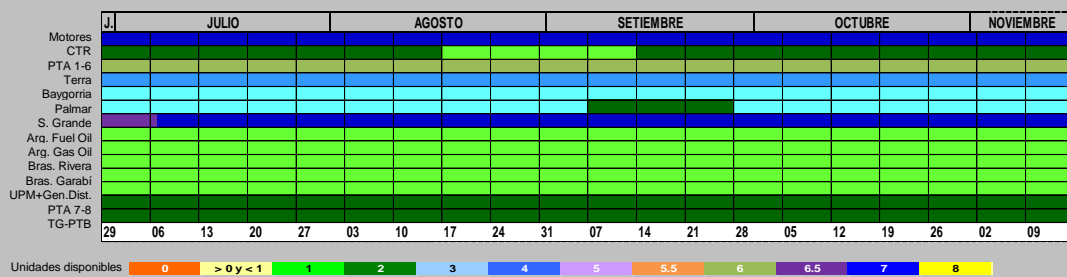 J. JULIO AGOSTO SETIEMBRE OCTUBRE NOVIEMBRE
Motores
CTR
PTA 1-6
Terra
Baygorria
Palmar
S. Grande
Arg. Fuel Oil
Arg. Gas Oil
Bras. Rivera
Bras. Garabí
UPM+Gen.Dist.
PTA 7-8
TG-PTB
29 06 13 20 27 03 10 17 24 31 07 14 21 28 05 12 19 26 02 09
Unidades disponibles 0 > 0 y < 1 1 2 3 4 5 5.5 6 6.5 7 8